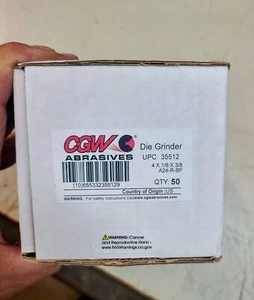 CGW
ABRASIVES
Die Grinder
UPC: 35512
4 X 1/8 X 3/8
A24-R-BF
QTY: 50
(10)655332355129
Country of Origin :US
WARNING: For safety instructions visit www.cgwabrasives.com
WARNING: Cancer
and Reproductive Harm -
www.P65Warnings.ca.gov